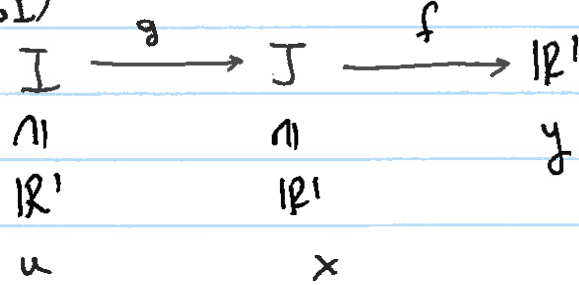 I) g f
I ⟶ J ⟶ ℝ¹
∩| ∩| y
ℝ¹ ℝ¹
u x